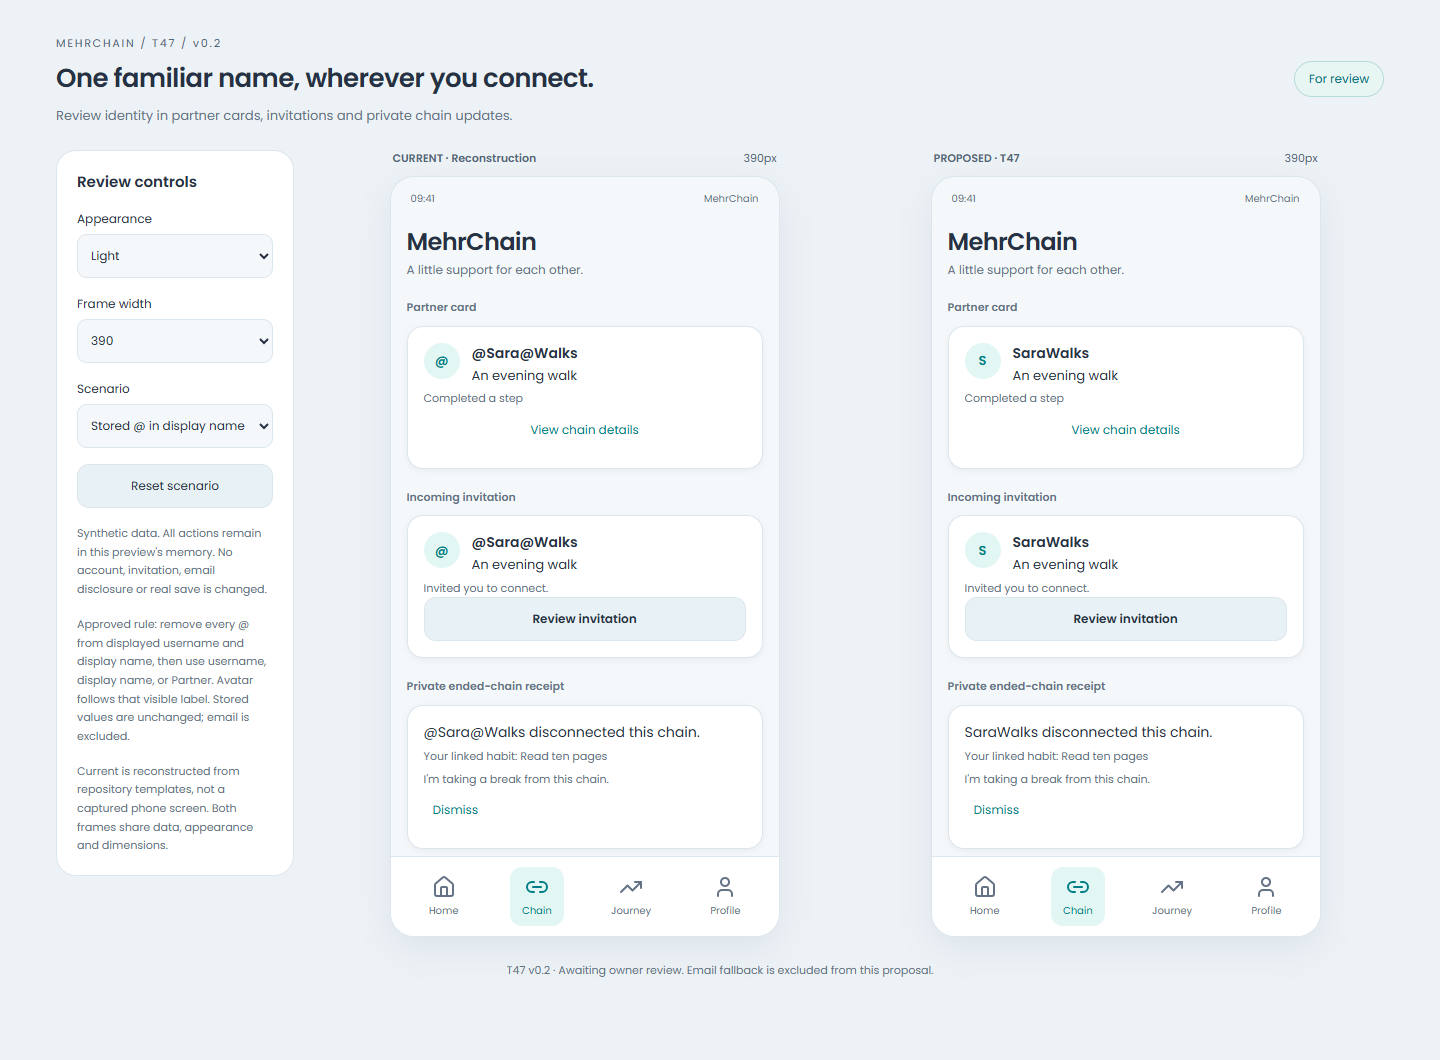 MEHRCHAIN / T47 / v0.2
One familiar name, wherever you connect.
Review identity in partner cards, invitations and private chain updates.
For review
Review controls
Appearance
Light
Frame width
390
Scenario
Stored @ in display name
Reset scenario
Synthetic data. All actions remain
in this preview's memory. No
account, invitation, email
disclosure or real save is changed.
Approved rule: remove every @
from displayed username and
display name, then use username,
display name, or Partner. Avatar
follows that visible label. Stored
values are unchanged; email is
excluded.
Current is reconstructed from
repository templates, not a
captured phone screen. Both
frames share data, appearance
and dimensions.
CURRENT · Reconstruction
390px
09:41
MehrChain
MehrChain
A little support for each other.
Partner card
@
@Sara@Walks
An evening walk
Completed a step
View chain details
Incoming invitation
@
@Sara@Walks
An evening walk
Invited you to connect.
Review invitation
Private ended-chain receipt
@Sara@Walks disconnected this chain.
Your linked habit: Read ten pages
I'm taking a break from this chain.
Dismiss
Home
Chain
Journey
Profile
PROPOSED · T47
390px
09:41
MehrChain
MehrChain
A little support for each other.
Partner card
S
SaraWalks
An evening walk
Completed a step
View chain details
Incoming invitation
S
SaraWalks
An evening walk
Invited you to connect.
Review invitation
Private ended-chain receipt
SaraWalks disconnected this chain.
Your linked habit: Read ten pages
I'm taking a break from this chain.
Dismiss
Home
Chain
Journey
Profile
T47 v0.2 · Awaiting owner review. Email fallback is excluded from this proposal.